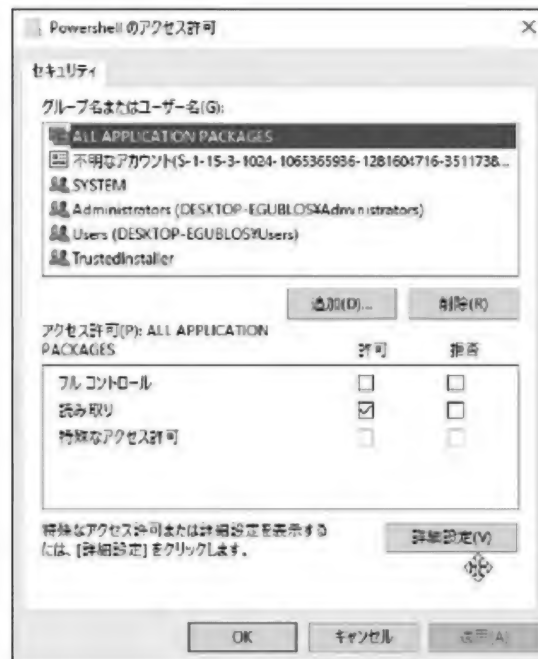 Powershell のアクセス許可
セキュリティ
グループ名またはユーザー名(G):
ALL APPLICATION PACKAGES
不明なアカウント(S-1-15-3-1024-1065365936-1281604716-3511738...
SYSTEM
Administrators (DESKTOP-EGUBLOS¥Administrators)
Users (DESKTOP-EGUBLOS¥Users)
TrustedInstaller
追加(D)... 削除(R)
アクセス許可(P): ALL APPLICATION
PACKAGES 許可 拒否
フル コントロール
読み取り
特殊なアクセス許可
特殊なアクセス許可または詳細設定を表示する
には、[詳細設定] をクリックします。 詳細設定(V)
OK キャンセル 適用(A)